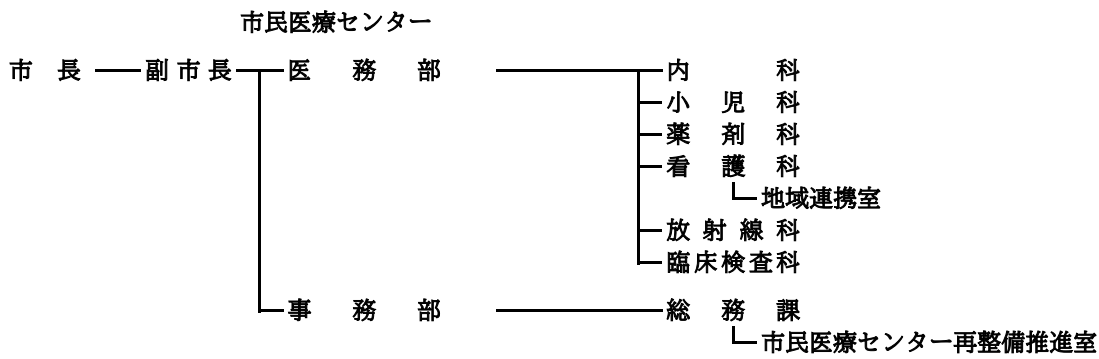 市民医療センター
市長 副市長 医務部 内科
小児科
薬剤科
看護科
地域連携室
放射線科
臨床検査科
事務部 総務課
市民医療センター再整備推進室